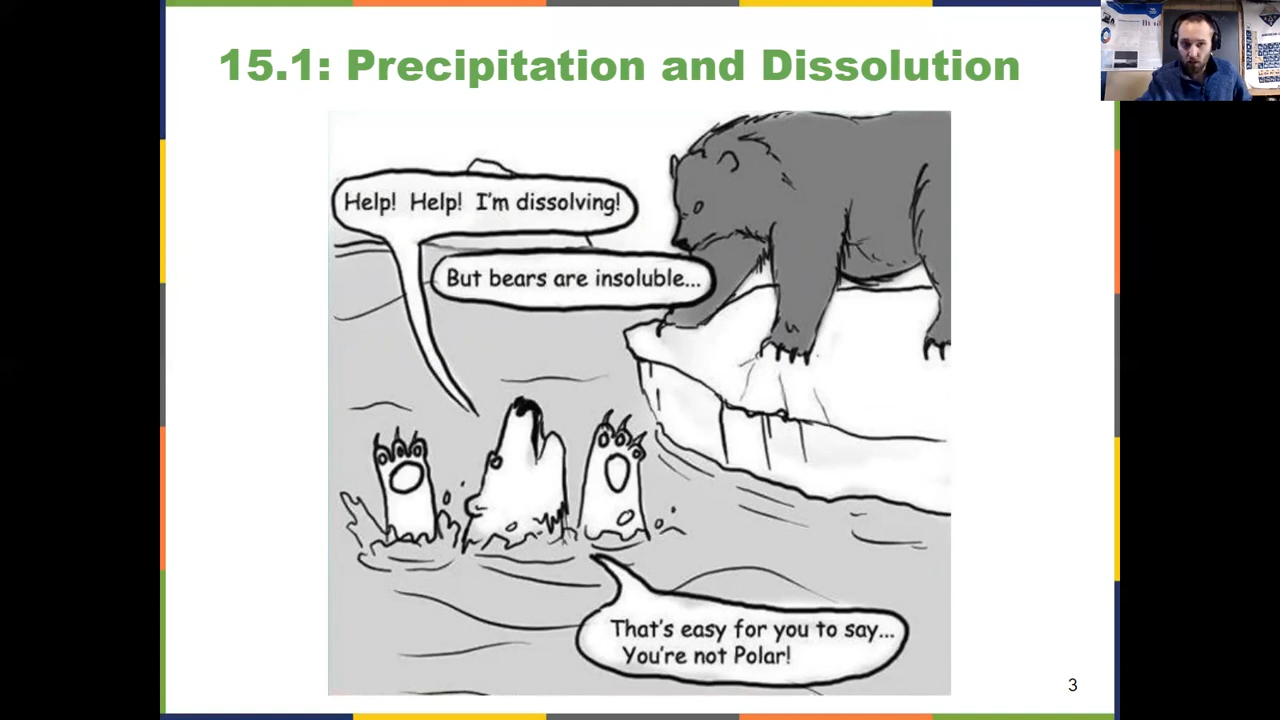 15.1: Precipitation and Dissolution
Help! Help! I'm dissolving!
But bears are insoluble...
That's easy for you to say...
You're not Polar!
3